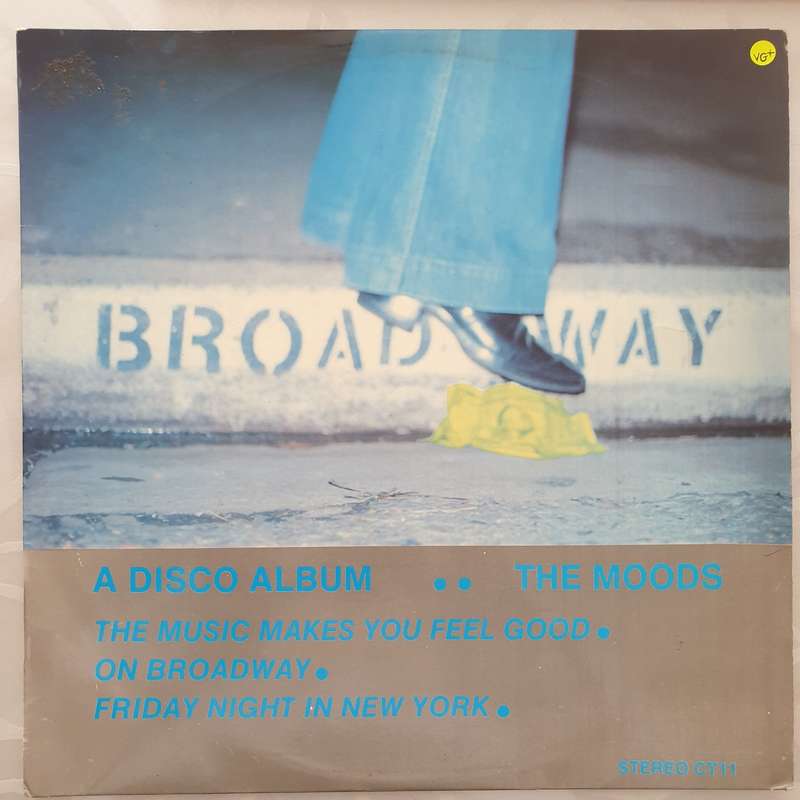 VG+
BROADWAY
A DISCO ALBUM •• THE MOODS
THE MUSIC MAKES YOU FEEL GOOD•
ON BROADWAY•
FRIDAY NIGHT IN NEW YORK•
STEREO CT11